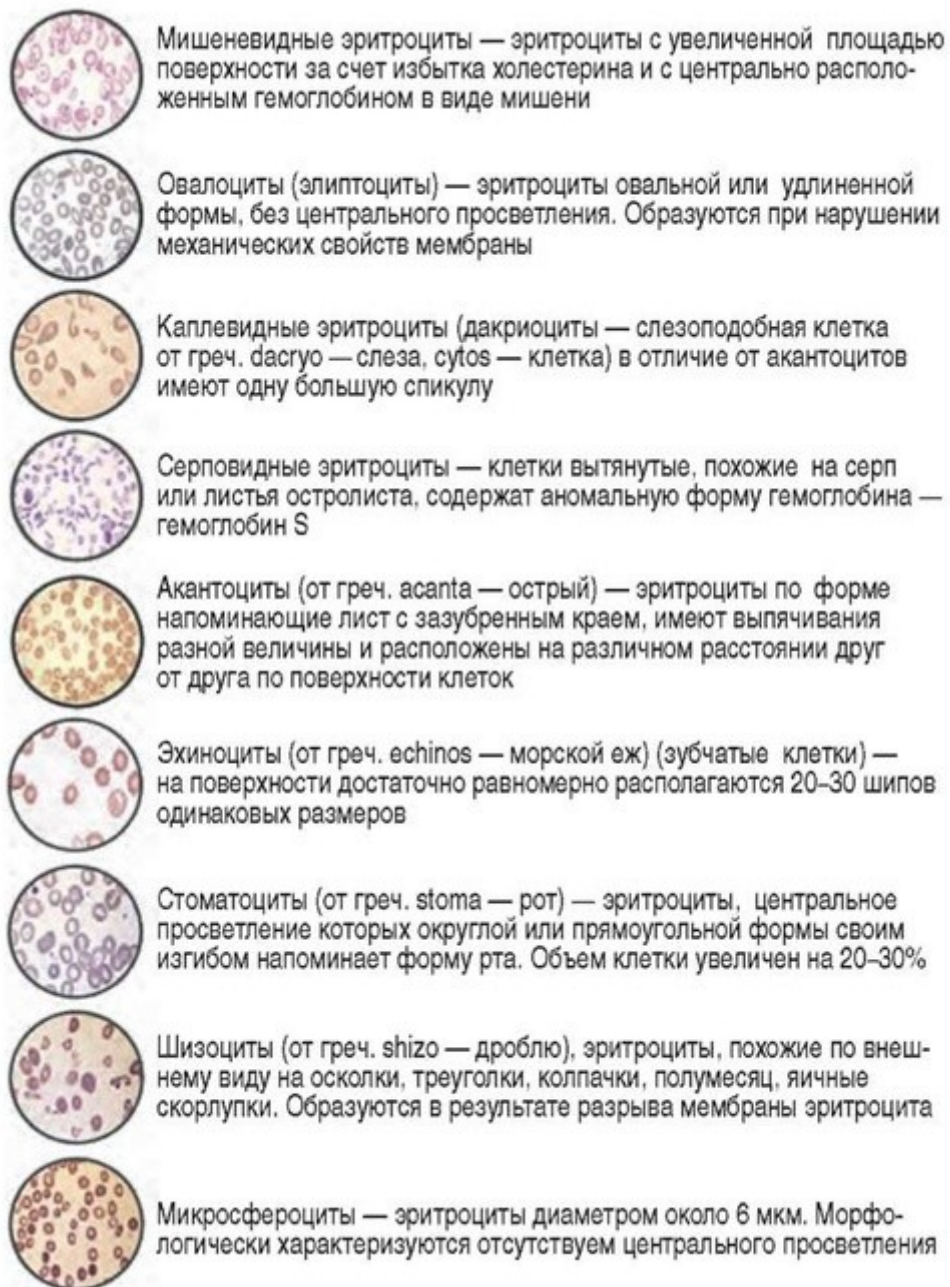 Мишеневидные эритроциты — эритроциты с увеличенной площадью
поверхности за счет избытка холестерина и с центрально располо-
женным гемоглобином в виде мишени
Овалоциты (элиптоциты) — эритроциты овальной или удлиненной
формы, без центрального просветления. Образуются при нарушении
механических свойств мембраны
Каплевидные эритроциты (дакриоциты — слезоподобная клетка
от греч. dacryo — слеза, cytos — клетка) в отличие от акантоцитов
имеют одну большую спикулу
Серповидные эритроциты — клетки вытянутые, похожие на серп
или листья остролиста, содержат аномальную форму гемоглобина —
гемоглобин S
Акантоциты (от греч. acanta — острый) — эритроциты по форме
напоминающие лист с зазубренным краем, имеют выпячивания
разной величины и расположены на различном расстоянии друг
от друга по поверхности клеток
Эхиноциты (от греч. echinos — морской еж) (зубчатые клетки) —
на поверхности достаточно равномерно располагаются 20–30 шипов
одинаковых размеров
Стоматоциты (от греч. stoma — рот) — эритроциты, центральное
просветление которых округлой или прямоугольной формы своим
изгибом напоминает форму рта. Объем клетки увеличен на 20–30%
Шизоциты (от греч. shizo — дроблю), эритроциты, похожие по внеш-
нему виду на осколки, треуголки, колпачки, полумесяц, яичные
скорлупки. Образуются в результате разрыва мембраны эритроцита
Микросфероциты — эритроциты диаметром около 6 мкм. Морфо-
логически характеризуются отсутствуем центрального просветления